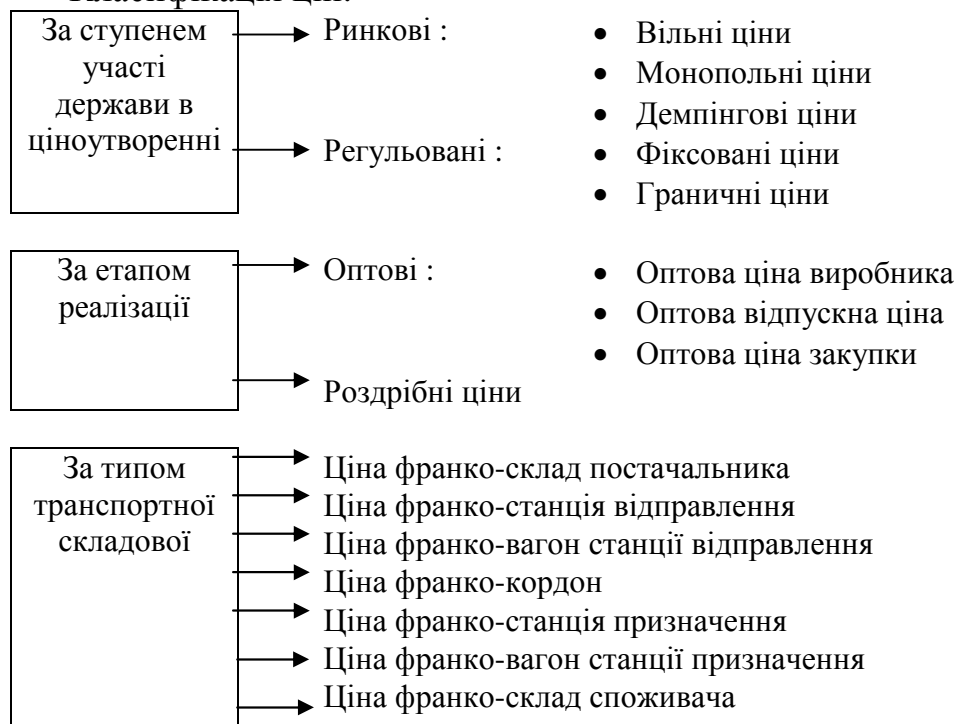 Класифікація цін:
За ступенем
участі
держави в
ціноутворенні
Ринкові :
• Вільні ціни
• Монопольні ціни
• Демпінгові ціни
Регульовані :
• Фіксовані ціни
• Граничні ціни
За етапом
реалізації
Оптові :
• Оптова ціна виробника
• Оптова відпускна ціна
• Оптова ціна закупки
Роздрібні ціни
За типом
транспортної
складової
Ціна франко-склад постачальника
Ціна франко-станція відправлення
Ціна франко-вагон станції відправлення
Ціна франко-кордон
Ціна франко-станція призначення
Ціна франко-вагон станції призначення
Ціна франко-склад споживача